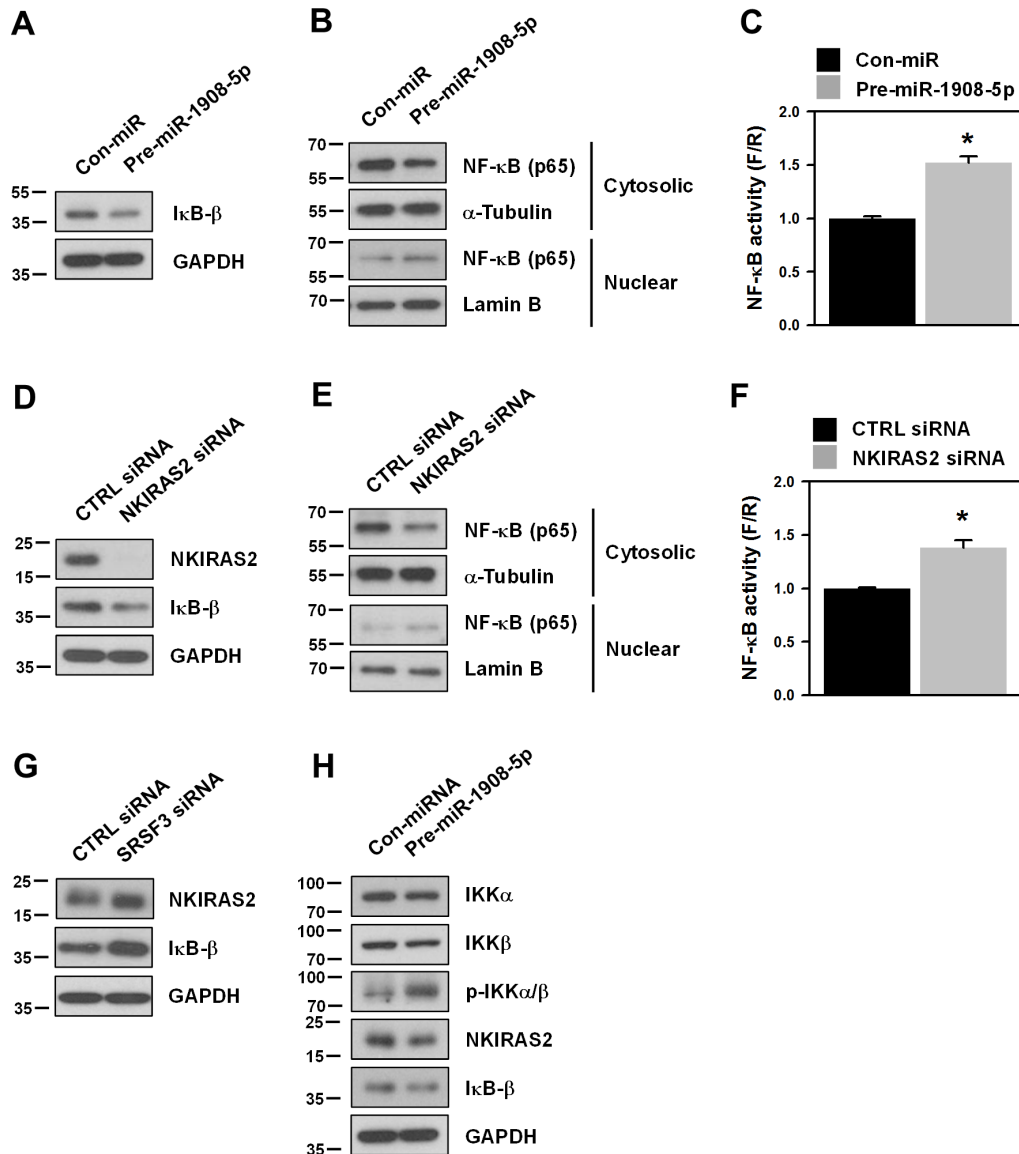 A
Con-miR
Pre-miR-1908-5p
55
35
IκB-β
GAPDH
35
B
Con-miR
Pre-miR-1908-5p
70
55
NF-κB (p65)
55
α-Tubulin
Cytosolic
70
55
NF-κB (p65)
70
Lamin B
Nuclear
C
Con-miR
Pre-miR-1908-5p
NF-κB activity (F/R)
2.0
1.5
1.0
0.5
0.0
*
D
CTRL siRNA
NKIRAS2 siRNA
25
15
NKIRAS2
35
IκB-β
35
GAPDH
E
CTRL siRNA
NKIRAS2 siRNA
70
55
NF-κB (p65)
55
α-Tubulin
Cytosolic
70
55
NF-κB (p65)
70
Lamin B
Nuclear
F
CTRL siRNA
NKIRAS2 siRNA
NF-κB activity (F/R)
2.0
1.5
1.0
0.5
0.0
*
G
CTRL siRNA
SRSF3 siRNA
25
15
NKIRAS2
35
IκB-β
35
GAPDH
H
Con-miRNA
Pre-miR-1908-5p
100
70
IKKα
100
70
IKKβ
100
70
p-IKKα/β
25
15
NKIRAS2
35
IκB-β
35
GAPDH